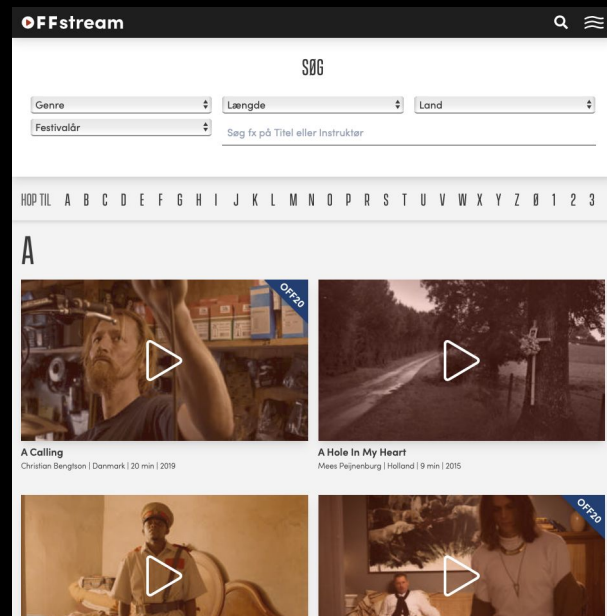 OFFstream
SØG
Genre
Længde
Land
Festivalår
Søg fx på Titel eller Instruktør
HOP TIL A B C D E F G H I J K L M N O P R S T U V W X Y Z Ø 1 2 3
A
OFF20
A Calling
Christian Bengtson | Danmark | 20 min | 2019
A Hole In My Heart
Mees Peijnenburg | Holland | 9 min | 2015
OFF20